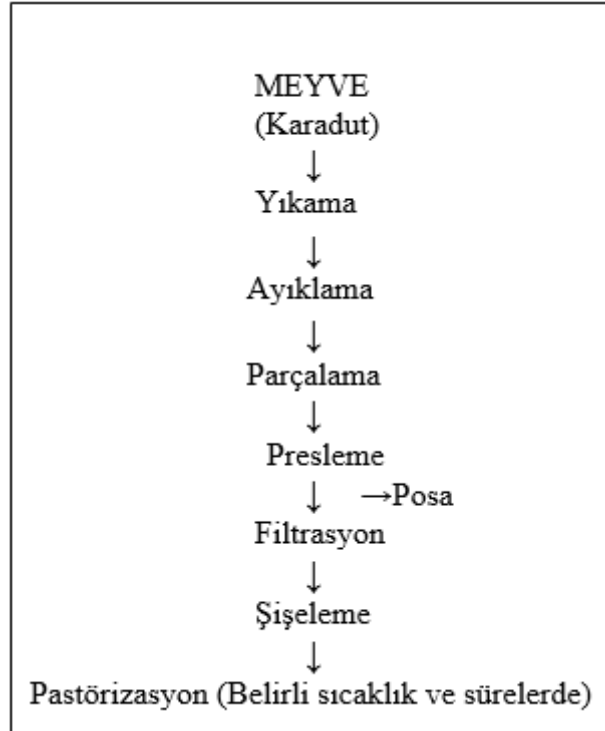 MEYVE
(Karadut)
↓
Yıkama
↓
Ayıklama
↓
Parçalama
↓
Presleme
↓ →Posa
Filtrasyon
↓
Şişeleme
↓
Pastörizasyon (Belirli sıcaklık ve sürelerde)